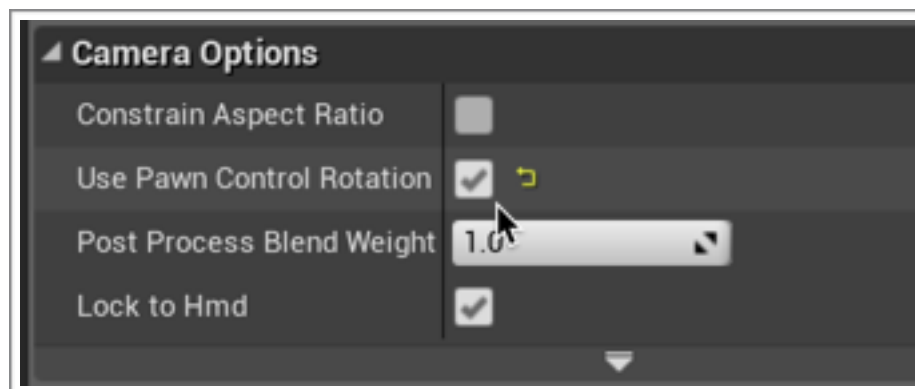 Camera Options
Constrain Aspect Ratio
Use Pawn Control Rotation
Post Process Blend Weight 1.0
Lock to Hmd